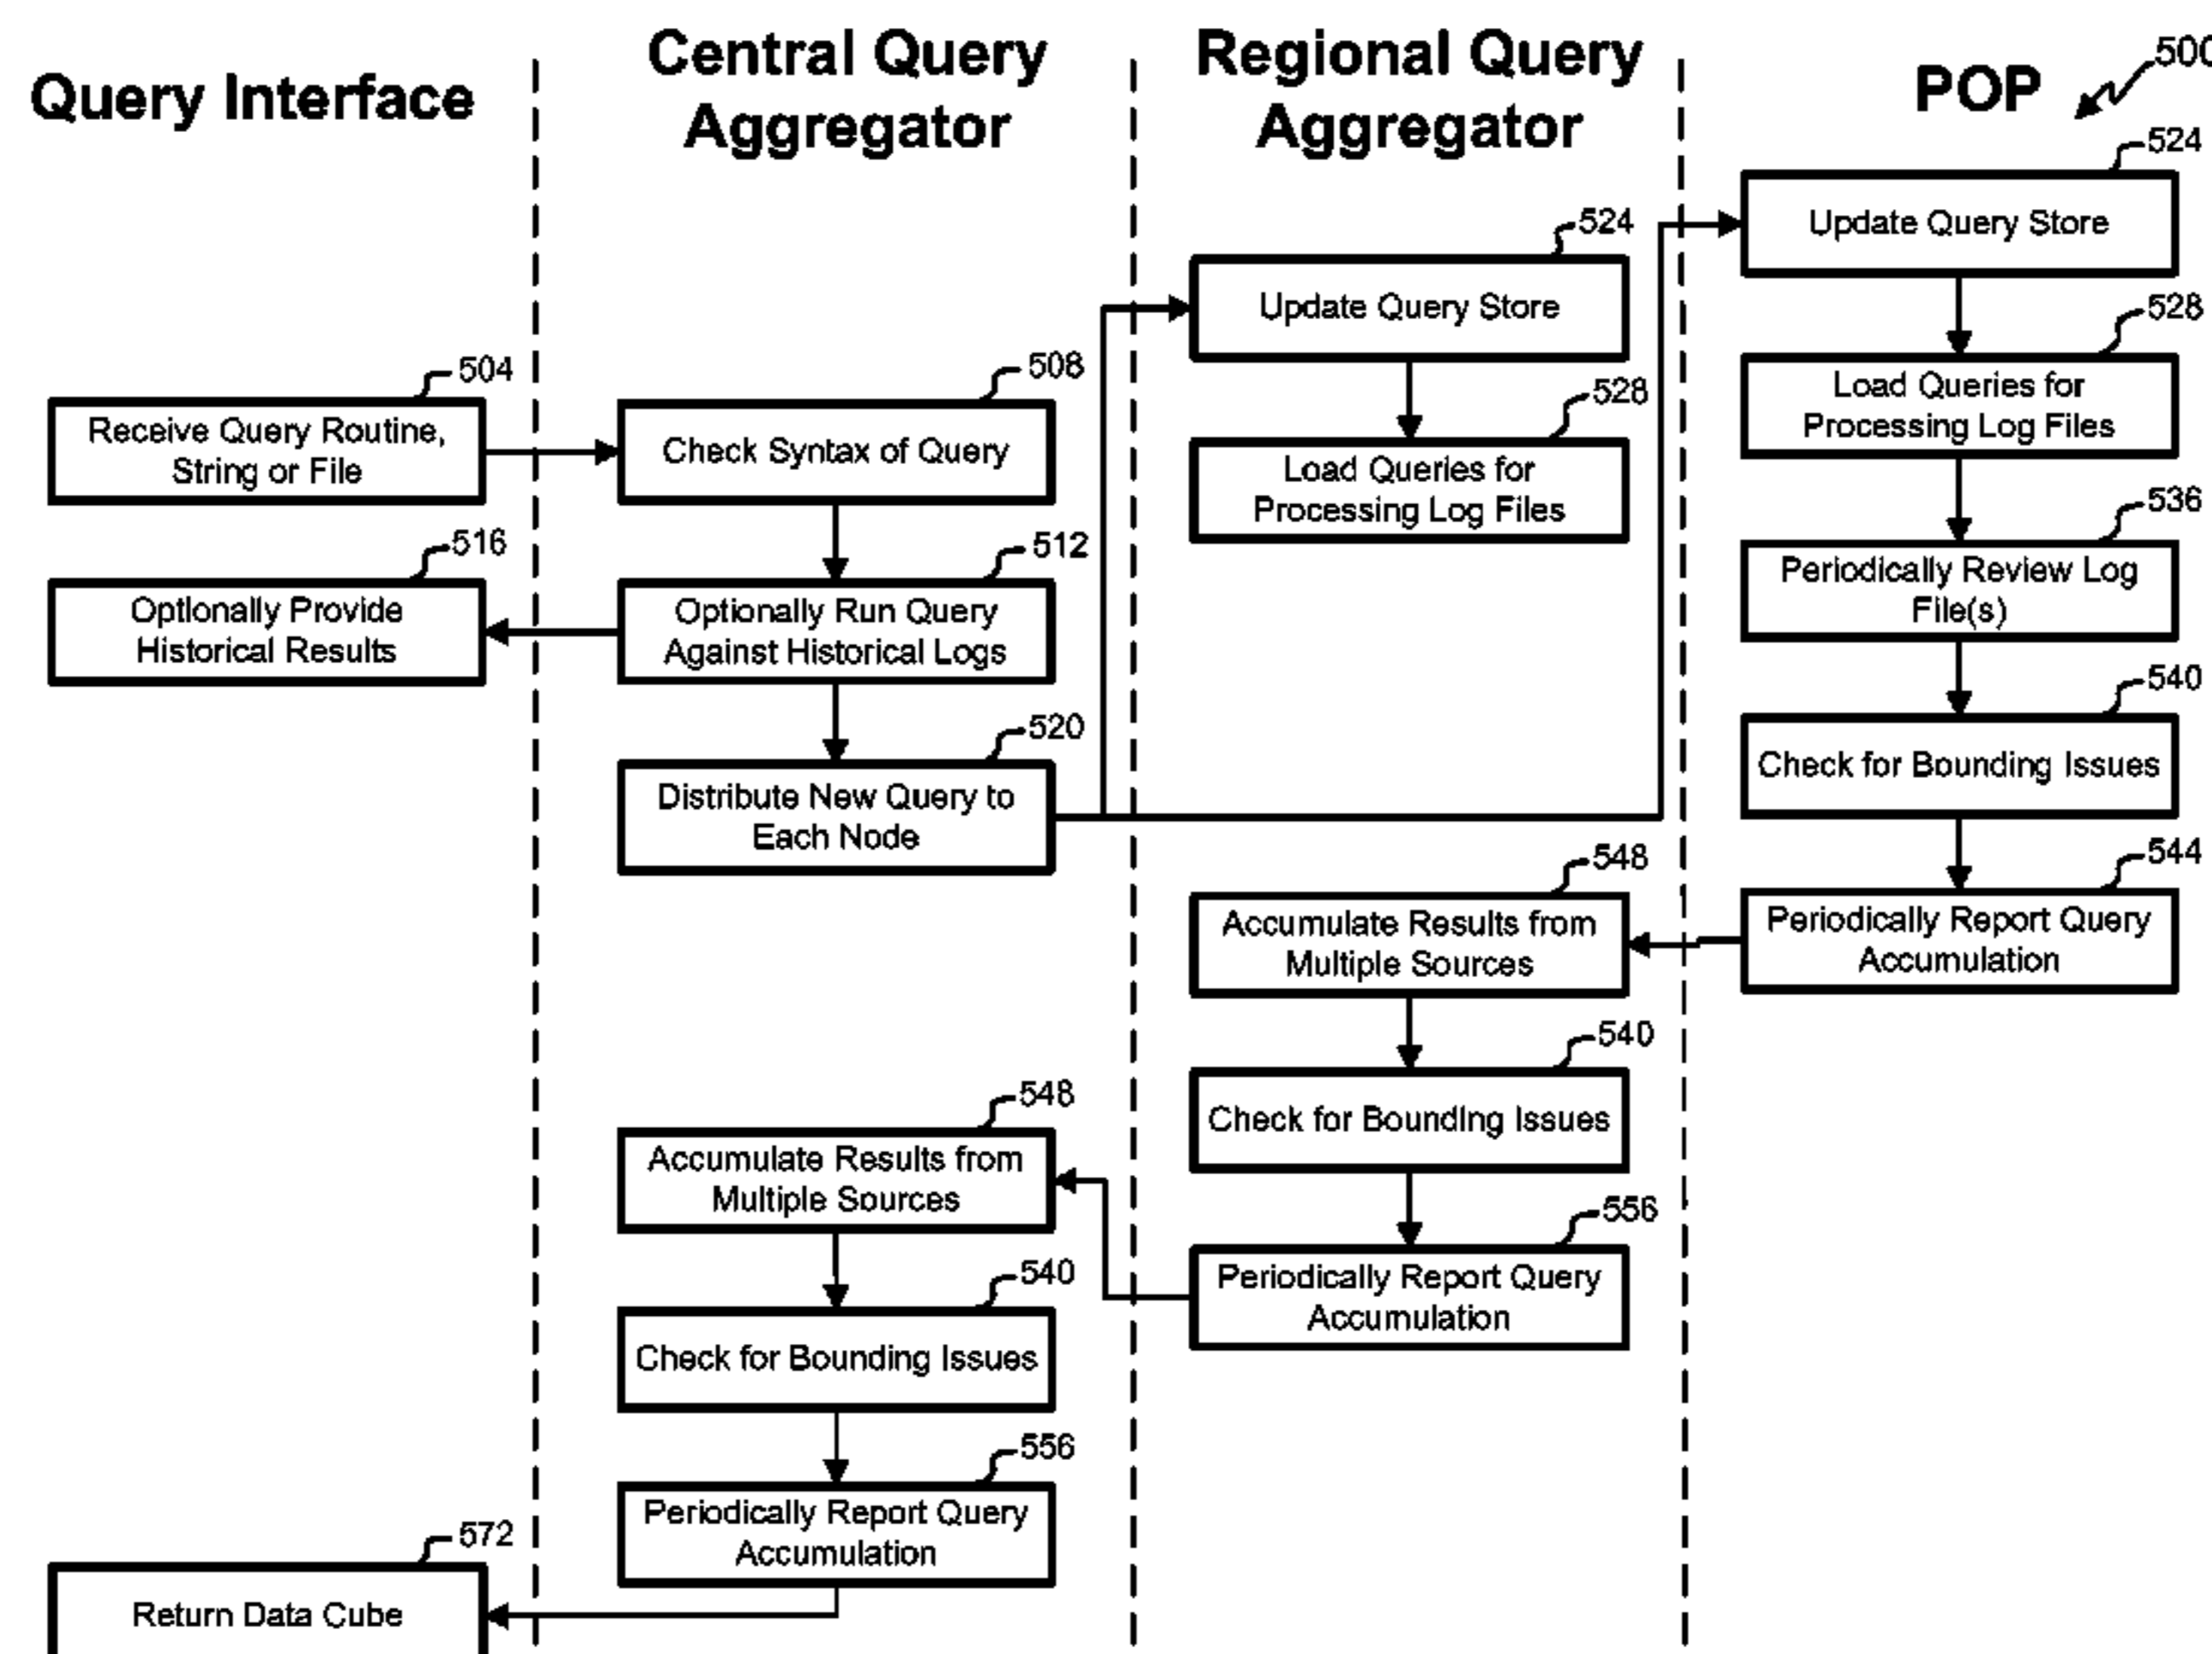 Query Interface
Central Query
Aggregator
Regional Query
Aggregator
POP
500
504
Receive Query Routine,
String or File
516
Optionally Provide
Historical Results
572
Return Data Cube
508
Check Syntax of Query
512
Optionally Run Query
Against Historical Logs
520
Distribute New Query to
Each Node
548
Accumulate Results from
Multiple Sources
540
Check for Bounding Issues
556
Periodically Report Query
Accumulation
524
Update Query Store
528
Load Queries for
Processing Log Files
548
Accumulate Results from
Multiple Sources
540
Check for Bounding Issues
556
Periodically Report Query
Accumulation
524
Update Query Store
528
Load Queries for
Processing Log Files
536
Periodically Review Log
File(s)
540
Check for Bounding Issues
544
Periodically Report Query
Accumulation